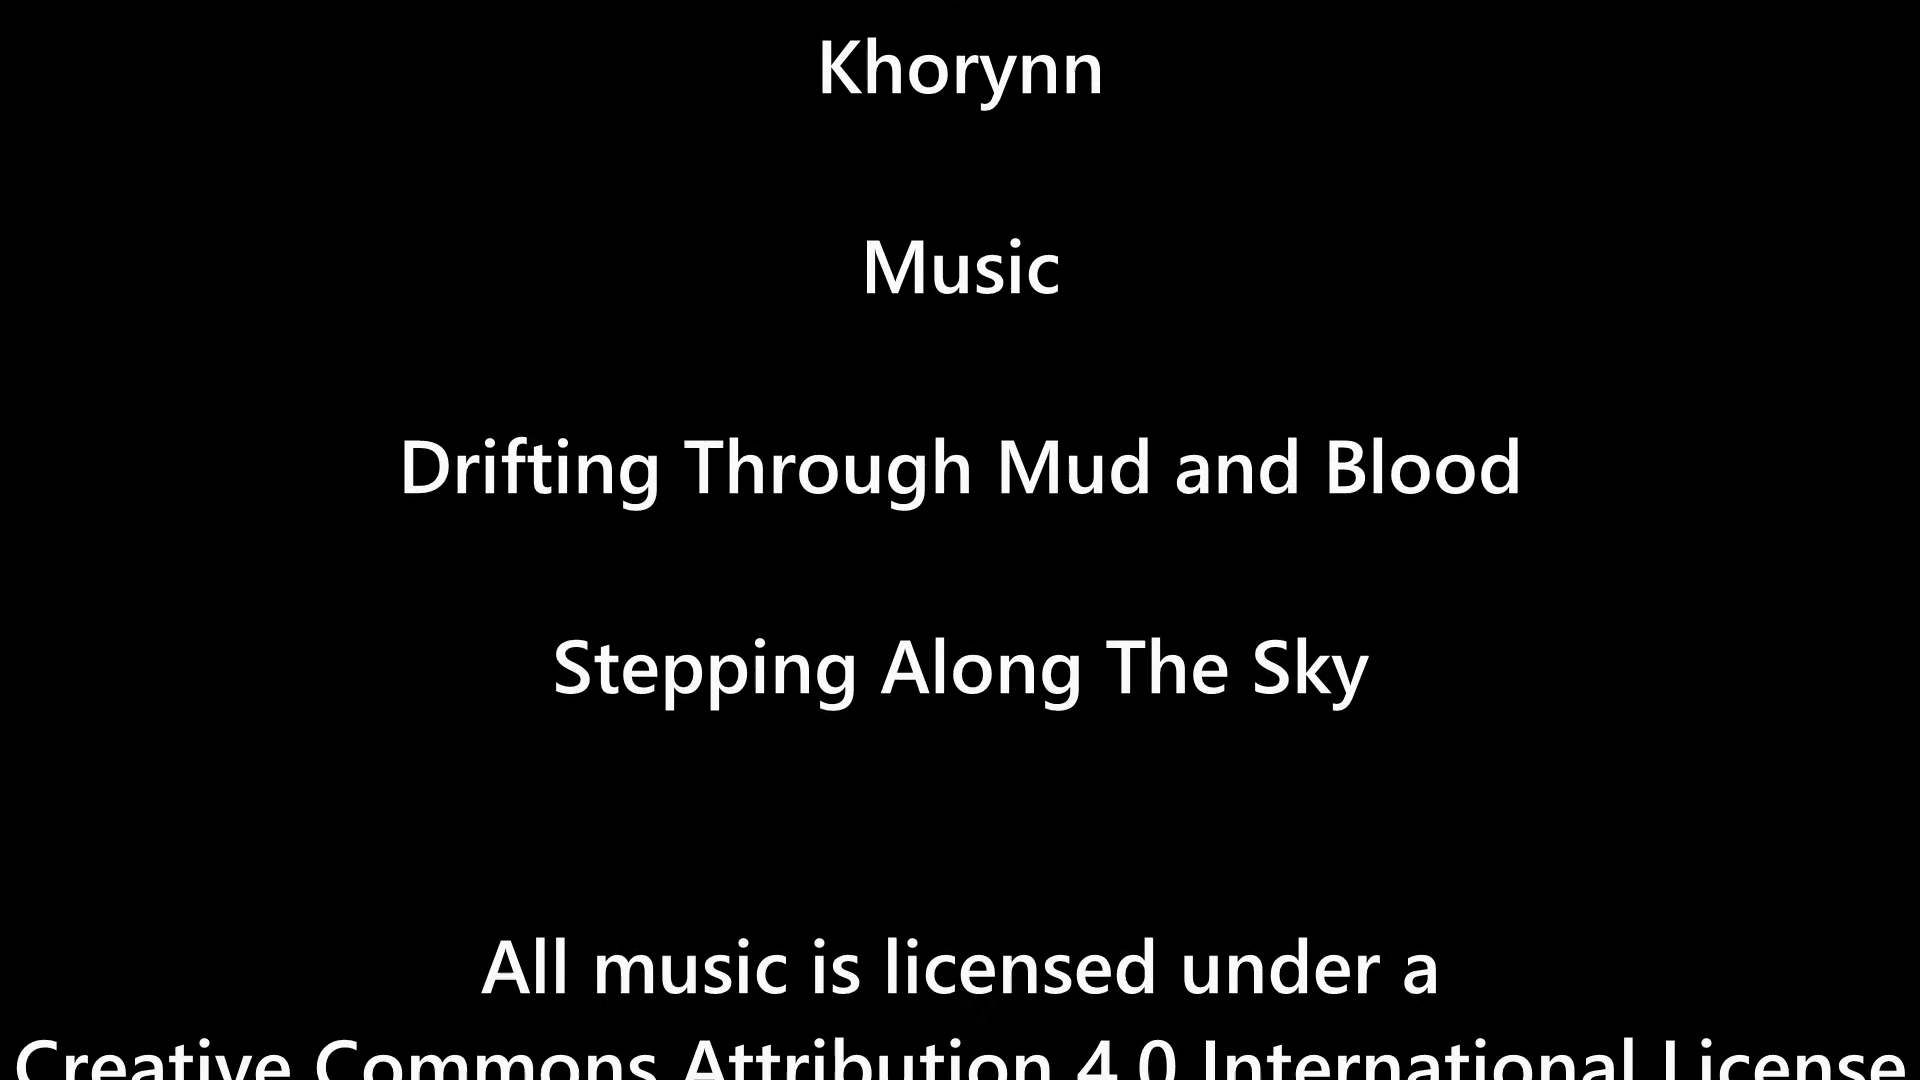 Khorynn
Music
Drifting Through Mud and Blood
Stepping Along The Sky
All music is licensed under a
Creative Commons Attribution 4.0 International License